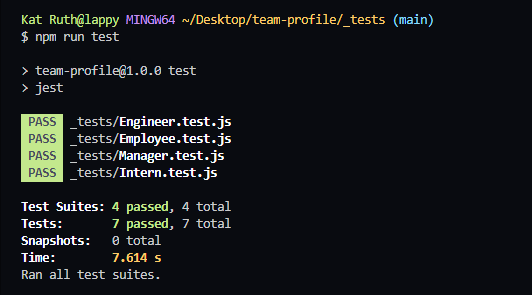 Kat Ruth@lappy MINGW64 ~/Desktop/team-profile/_tests (main)
$ npm run test
> team-profile@1.0.0 test
> jest
PASS _tests/Engineer.test.js
PASS _tests/Employee.test.js
PASS _tests/Manager.test.js
PASS _tests/Intern.test.js
Test Suites: 4 passed, 4 total
Tests: 7 passed, 7 total
Snapshots: 0 total
Time: 7.614 s
Ran all test suites.